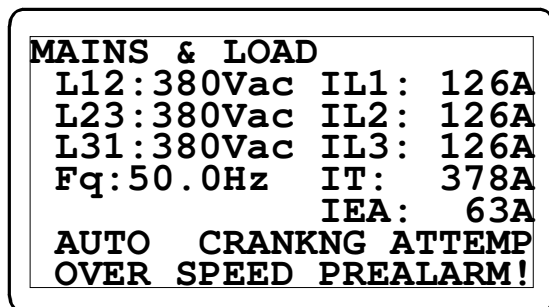 MAINS & LOAD
L12:380Vac IL1: 126A
L23:380Vac IL2: 126A
L31:380Vac IL3: 126A
Fq:50.0Hz IT: 378A
IEA: 63A
AUTO CRANKNG ATTEMP
OVER SPEED PREALARM!